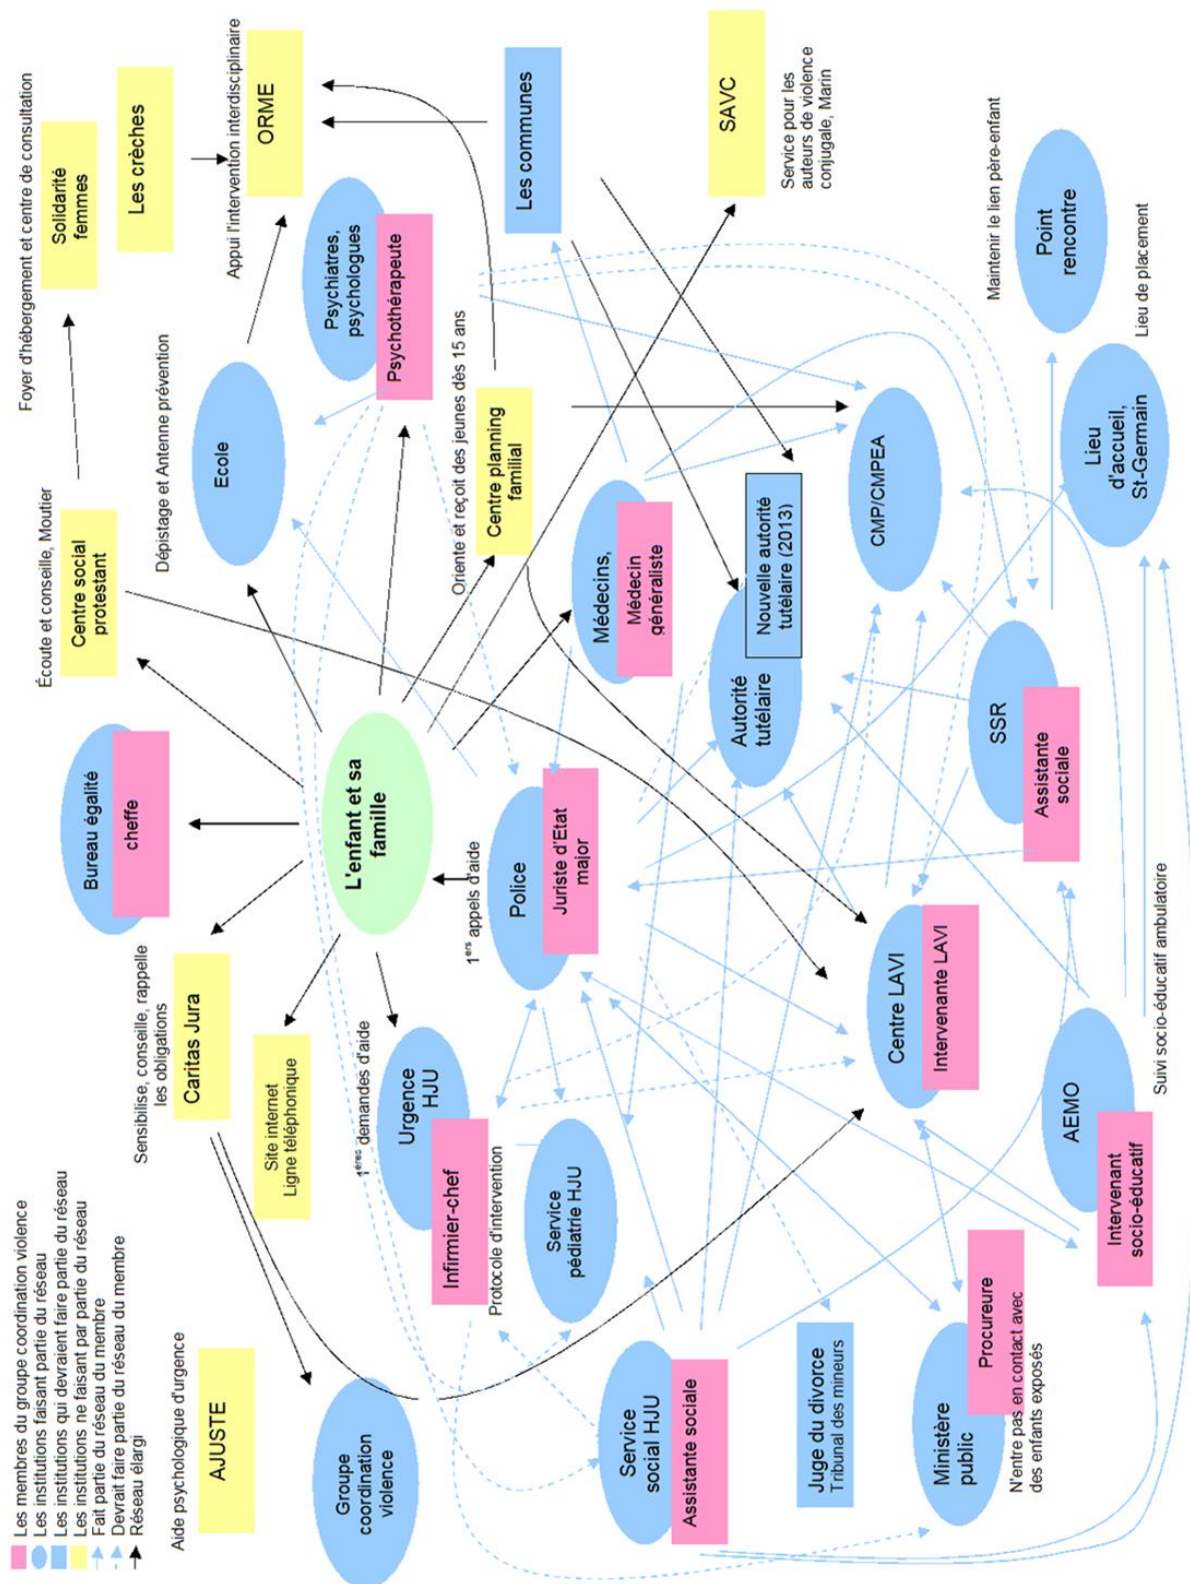 Les membres du groupe coordination violence
Les institutions faisant partie du réseau
Les institutions qui devraient faire partie du réseau
Les institutions ne faisant par partie du réseau
Fait partie du réseau du membre
Devrait faire partie du réseau du membre
Réseau élargi
Aide psychologique d'urgence
AJUSTE
Groupe
coordination
violence
Sensibilise, conseille, rappelle
les obligations
Caritas Jura
Site internet
Ligne téléphonique
Bureau égalité
cheffe
Écoute et conseille, Moutier
Centre social
protestant
Foyer d'hébergement et centre de consultation
Solidarité
femmes
Les crèches
Dépistage et Antenne prévention
Ecole
Appui l'intervention interdisciplinaire
ORME
L'enfant et sa
famille
Psychiatres,
psychologues
Psychothérapeute
1ères demandes d'aide
Urgence
HJU
Infirmier-chef
Protocole d'intervention
Service
pédiatrie HJU
1ers appels d'aide
Police
Juriste d'Etat
major
Oriente et reçoit des jeunes dès 15 ans
Centre planning
familial
Les communes
Médecins,
Médecin
généraliste
Service
social HJU
Assistante sociale
Autorité
tutélaire
Nouvelle autorité
tutélaire (2013)
SAVC
Service pour les
auteurs de violence
conjugale, Marin
Juge du divorce
Tribunal des mineurs
Centre LAVI
Intervenante LAVI
CMP/CMPEA
Ministère
public
Procureure
N'entre pas en contact avec
des enfants exposés
SSR
Assistante
sociale
Maintenir le lien père-enfant
Point
rencontre
AEMO
Intervenant
socio-éducatif
Suivi socio-éducatif ambulatoire
Lieu
d'accueil,
St-Germain
Lieu de placement